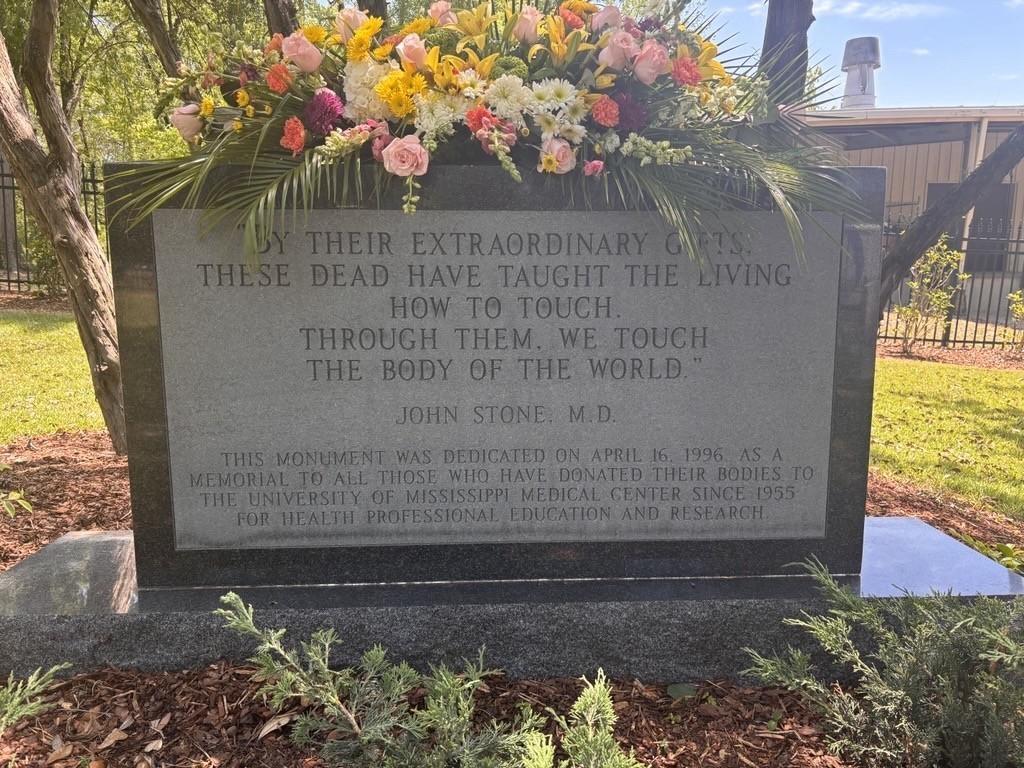 "BY THEIR EXTRAORDINARY GIFTS,
THESE DEAD HAVE TAUGHT THE LIVING
HOW TO TOUCH.
THROUGH THEM, WE TOUCH
THE BODY OF THE WORLD."
JOHN STONE, M.D.
THIS MONUMENT WAS DEDICATED ON APRIL 16, 1996, AS A
MEMORIAL TO ALL THOSE WHO HAVE DONATED THEIR BODIES TO
THE UNIVERSITY OF MISSISSIPPI MEDICAL CENTER SINCE 1955
FOR HEALTH PROFESSIONAL EDUCATION AND RESEARCH.